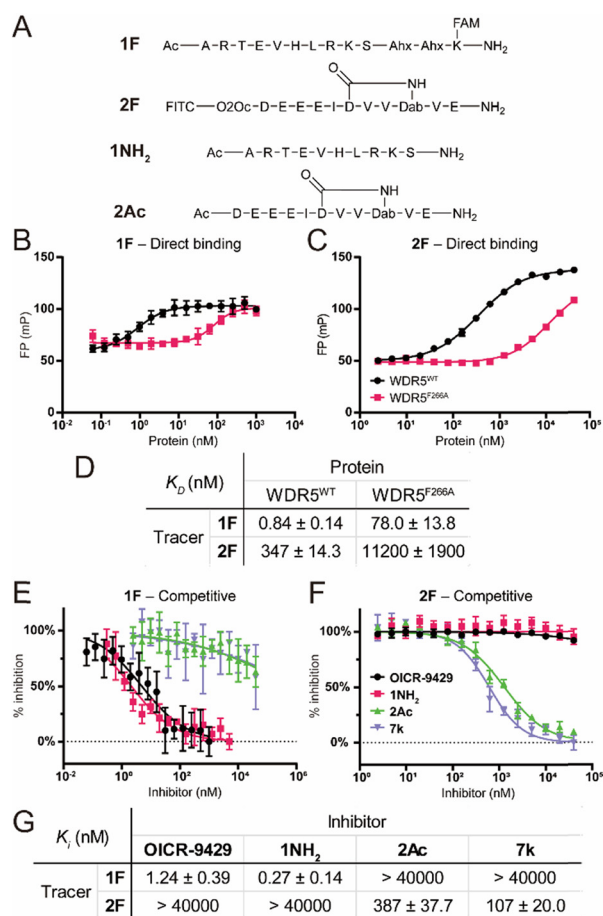 A
FAM
1F Ac—A—R—T—E—V—H—L—R—K—S—Ahx—Ahx—K—NH₂
O NH
2F FITC—O2Oc—D—E—E—E—I—D—V—V—Dab—V—E—NH₂
1NH₂ Ac—A—R—T—E—V—H—L—R—K—S—NH₂
O NH
2Ac Ac—D—E—E—E—I—D—V—V—Dab—V—E—NH₂
B 1F – Direct binding
150
100
50
0
FP (mP)
10⁻² 10⁻¹ 10⁰ 10¹ 10² 10³ 10⁴
Protein (nM)
C 2F – Direct binding
150
100
50
0
FP (mP)
WDR5ᵂᵀ
WDR5ᶠ²⁶⁶ᴬ
10⁰ 10¹ 10² 10³ 10⁴ 10⁵
Protein (nM)
D
K_D (nM) Protein
WDR5ᵂᵀ WDR5ᶠ²⁶⁶ᴬ
Tracer 1F 0.84 ± 0.14 78.0 ± 13.8
2F 347 ± 14.3 11200 ± 1900
E 1F – Competitive
100%
50%
0%
% inhibition
10⁻² 10⁰ 10² 10⁴ 10⁶
Inhibitor (nM)
F 2F – Competitive
100%
50%
0%
% inhibition
OICR-9429
1NH₂
2Ac
7k
10⁰ 10¹ 10² 10³ 10⁴ 10⁵
Inhibitor (nM)
G
K_i (nM) Inhibitor
OICR-9429 1NH₂ 2Ac 7k
Tracer 1F 1.24 ± 0.39 0.27 ± 0.14 > 40000 > 40000
2F > 40000 > 40000 387 ± 37.7 107 ± 20.0